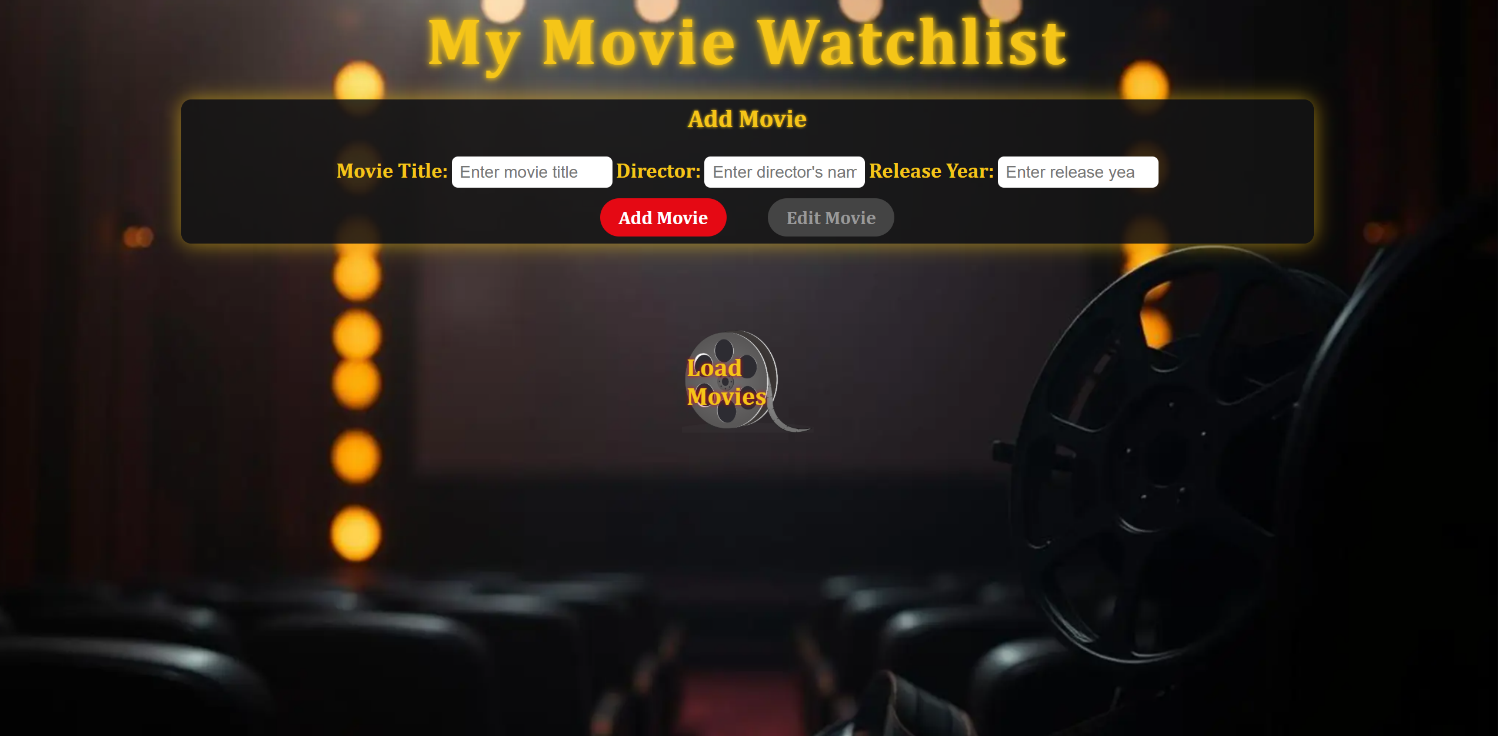 My Movie Watchlist
Add Movie
Movie Title: Enter movie title Director: Enter director's nam Release Year: Enter release yea
Add Movie Edit Movie
Load
Movies